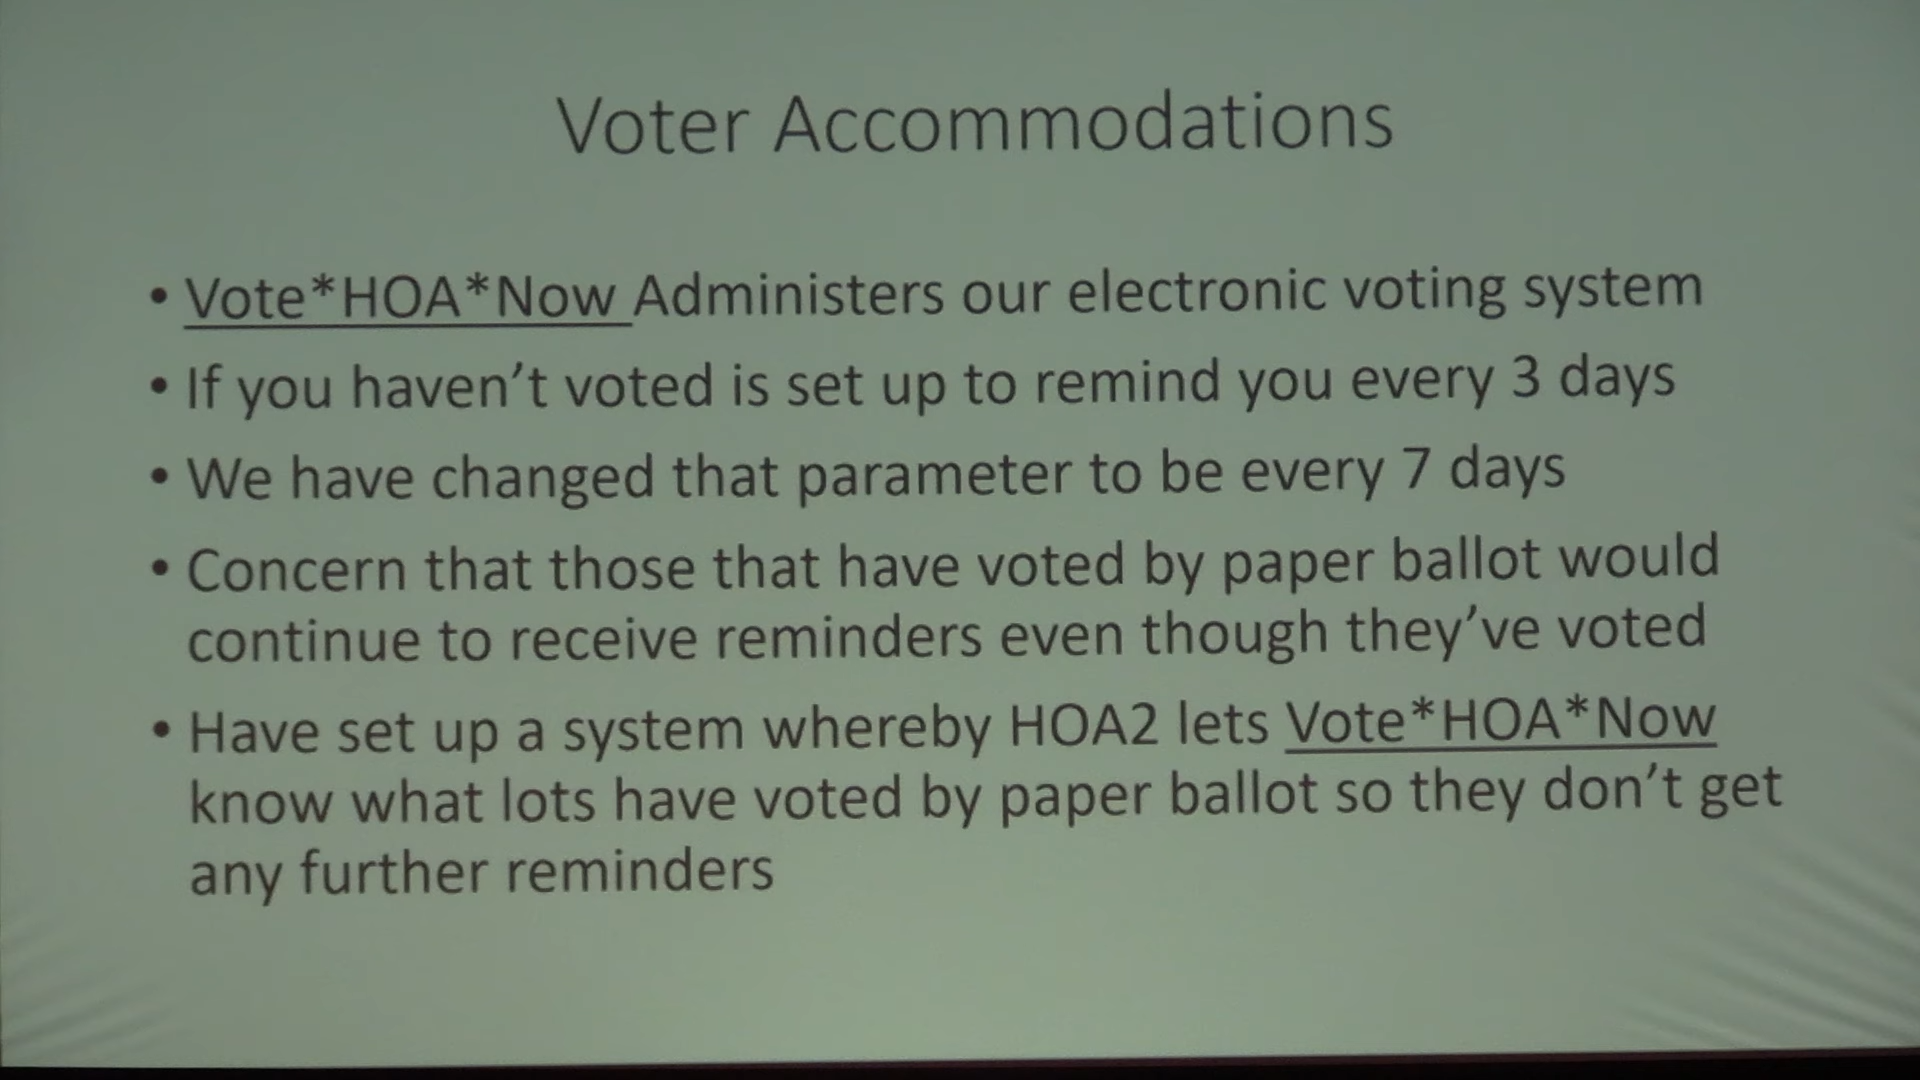 Voter Accommodations
• Vote*HOA*Now Administers our electronic voting system
• If you haven't voted is set up to remind you every 3 days
• We have changed that parameter to be every 7 days
• Concern that those that have voted by paper ballot would
continue to receive reminders even though they've voted
• Have set up a system whereby HOA2 lets Vote*HOA*Now
know what lots have voted by paper ballot so they don't get
any further reminders